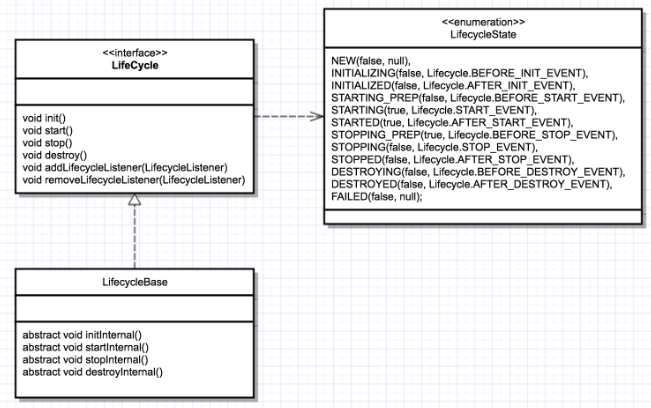 <<interface>>
LifeCycle
void init()
void start()
void stop()
void destroy()
void addLifecycleListener(LifecycleListener)
void removeLifecycleListener(LifecycleListener)
<<enumeration>>
LifecycleState
NEW(false, null),
INITIALIZING(false, Lifecycle.BEFORE_INIT_EVENT),
INITIALIZED(false, Lifecycle.AFTER_INIT_EVENT),
STARTING_PREP(false, Lifecycle.BEFORE_START_EVENT),
STARTING(true, Lifecycle.START_EVENT),
STARTED(true, Lifecycle.AFTER_START_EVENT),
STOPPING_PREP(true, Lifecycle.BEFORE_STOP_EVENT),
STOPPING(false, Lifecycle.STOP_EVENT),
STOPPED(false, Lifecycle.AFTER_STOP_EVENT),
DESTROYING(false, Lifecycle.BEFORE_DESTROY_EVENT),
DESTROYED(false, Lifecycle.AFTER_DESTROY_EVENT),
FAILED(false, null);
LifecycleBase
abstract void initInternal()
abstract void startInternal()
abstract void stopInternal()
abstract void destroyInternal()